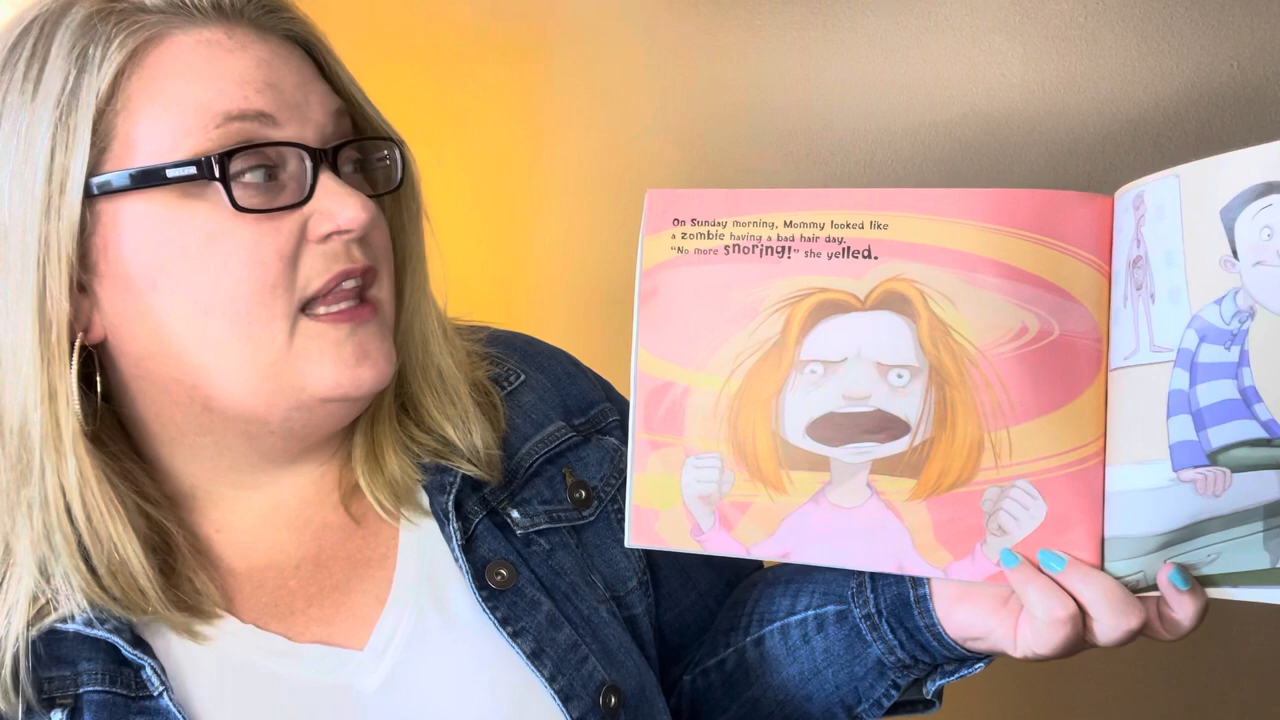 On Sunday morning, Mommy looked like
a zombie having a bad hair day.
"No more snoring!" she yelled.